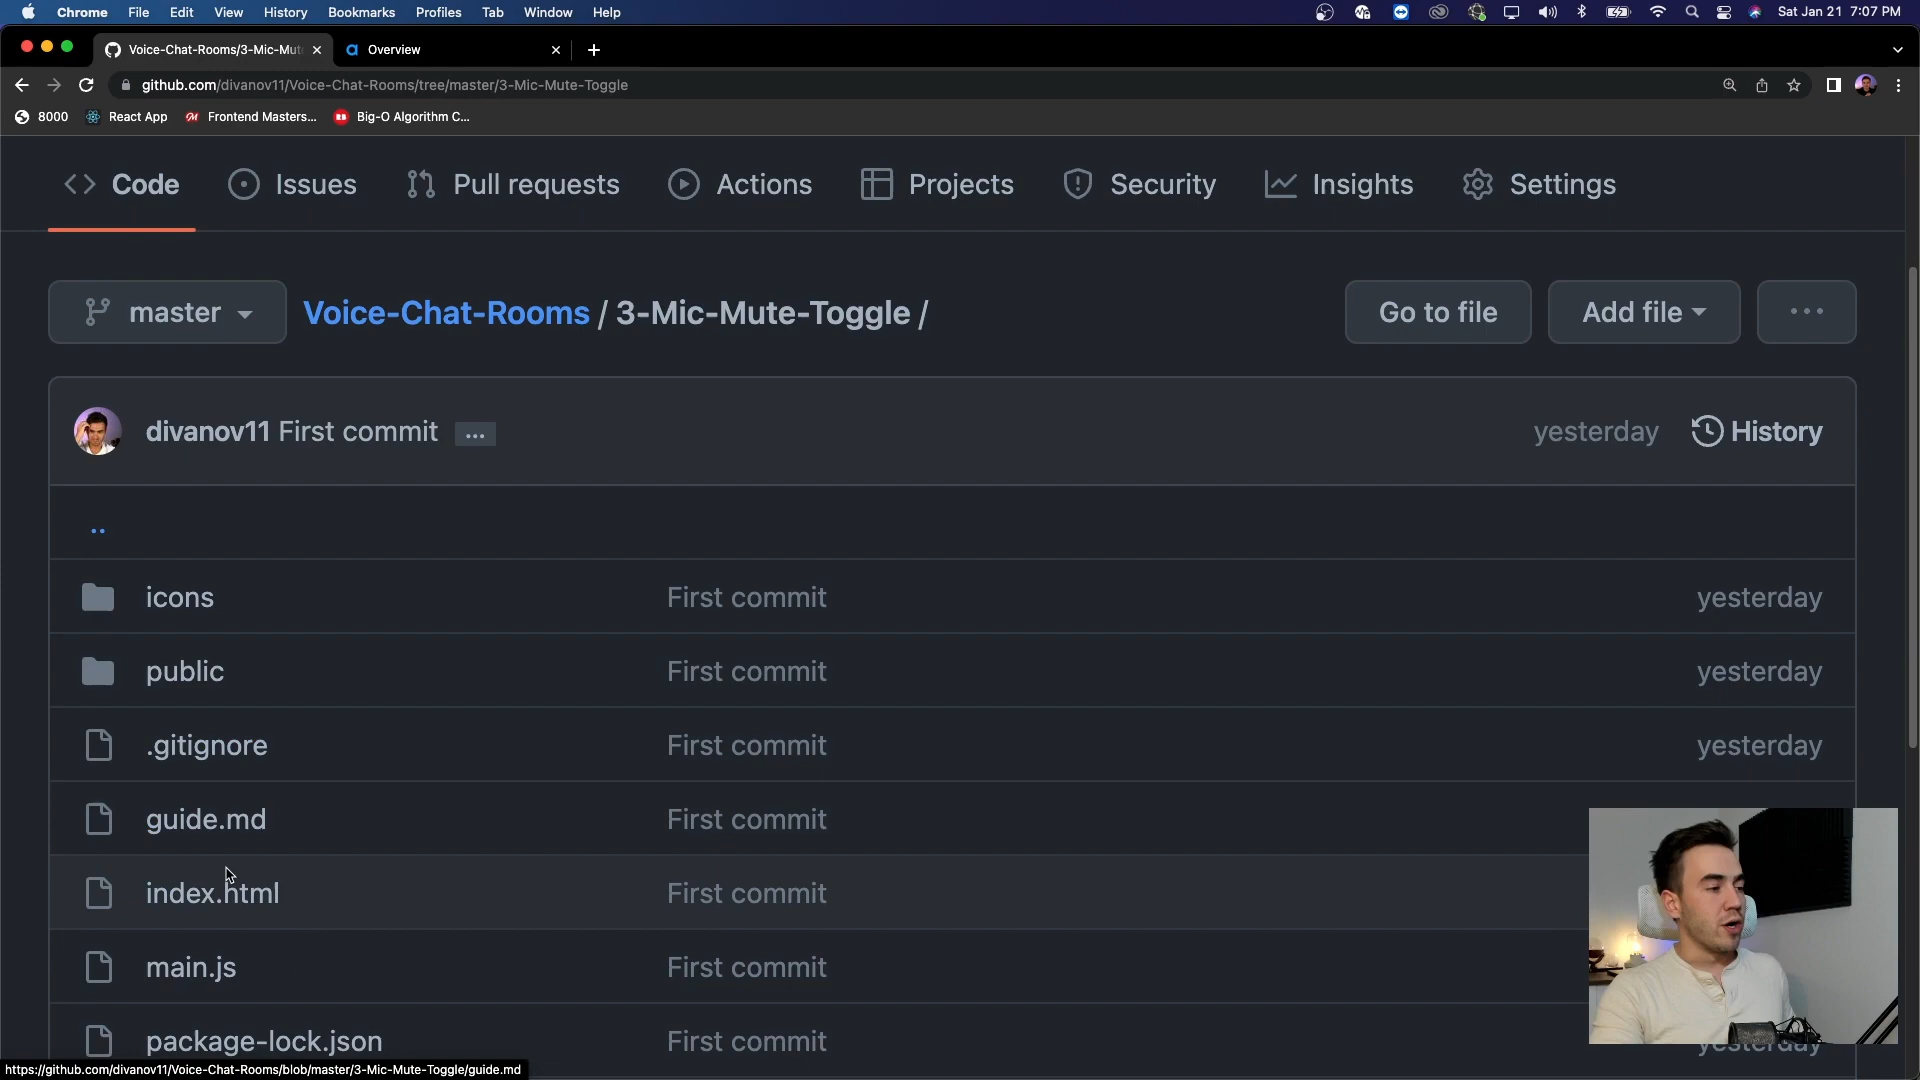 Chrome File Edit View History Bookmarks Profiles Tab Window Help Sat Jan 21 7:07 PM
Voice-Chat-Rooms/3-Mic-Mut Overview
github.com/divanov11/Voice-Chat-Rooms/tree/master/3-Mic-Mute-Toggle
8000 React App Frontend Masters... Big-O Algorithm C...
Code Issues Pull requests Actions Projects Security Insights Settings
master Voice-Chat-Rooms / 3-Mic-Mute-Toggle / Go to file Add file ...
divanov11 First commit ... yesterday History
..
icons First commit yesterday
public First commit yesterday
.gitignore First commit yesterday
guide.md First commit
index.html First commit
main.js First commit
package-lock.json First commit yesterday
https://github.com/divanov11/Voice-Chat-Rooms/blob/master/3-Mic-Mute-Toggle/guide.md